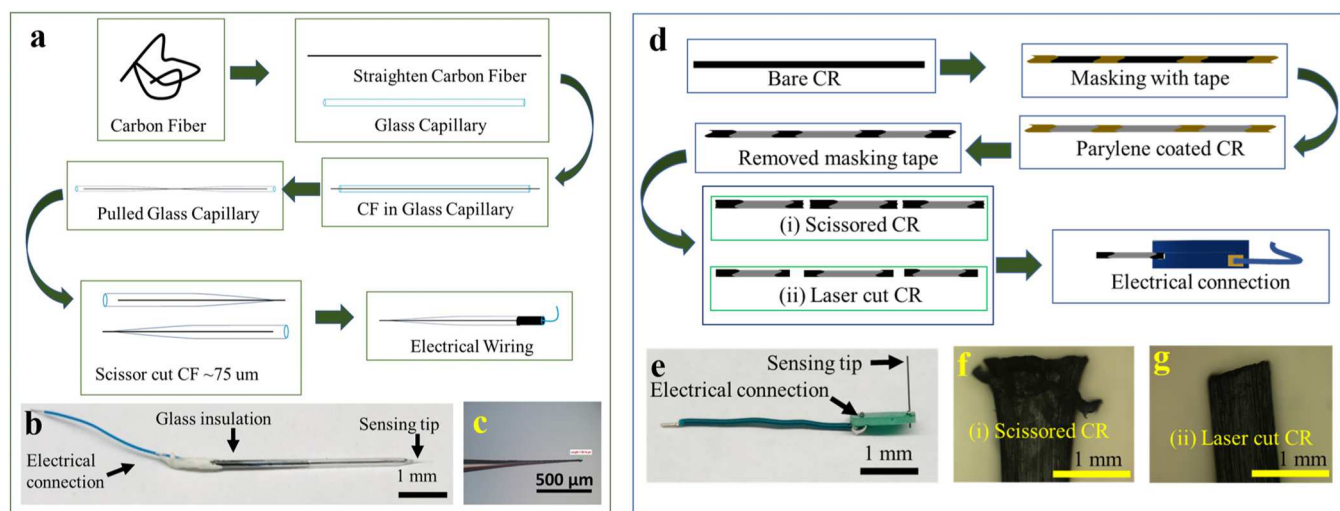 a
Carbon Fiber
Straighten Carbon Fiber
Glass Capillary
Pulled Glass Capillary
CF in Glass Capillary
Scissor cut CF ~75 um
Electrical Wiring
b
Glass insulation
Sensing tip
Electrical
connection
1 mm
c
500 µm
d
Bare CR
Masking with tape
Removed masking tape
Parylene coated CR
(i) Scissored CR
(ii) Laser cut CR
Electrical connection
e
Sensing tip
Electrical connection
1 mm
f
(i) Scissored CR
1 mm
g
(ii) Laser cut CR
1 mm